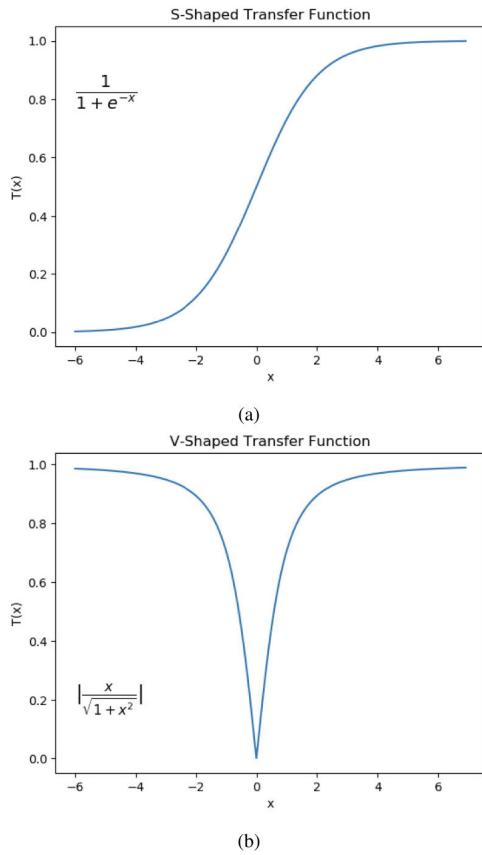 S-Shaped Transfer Function
1.0
0.8
0.6
0.4
0.2
0.0
T(x)
1
1 + e^{-x}
−6 −4 −2 0 2 4 6
x
(a)
V-Shaped Transfer Function
1.0
0.8
0.6
0.4
0.2
0.0
T(x)
|x
√1 + x²|
−6 −4 −2 0 2 4 6
x
(b)